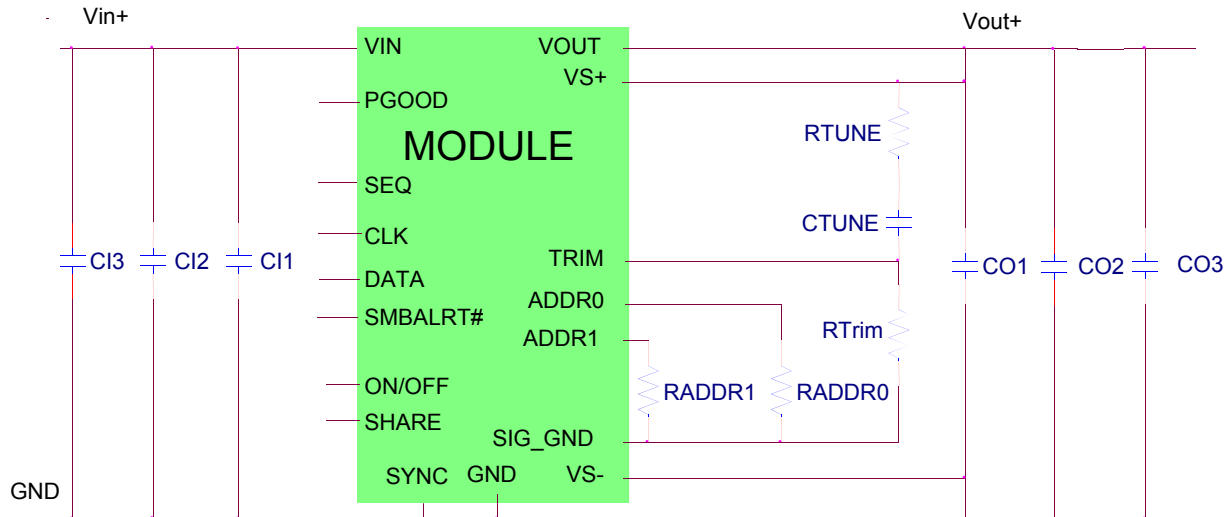 Vin+
Vout+
VIN
VOUT
VS+
PGOOD
MODULE
RTUNE
SEQ
CTUNE
CLK
TRIM
CI3
CI2
CI1
CO1
CO2
CO3
DATA
ADDR0
SMBALRT#
ADDR1
RTrim
ON/OFF
RADDR1
RADDR0
SHARE
SIG_GND
SYNC
GND
VS-
GND